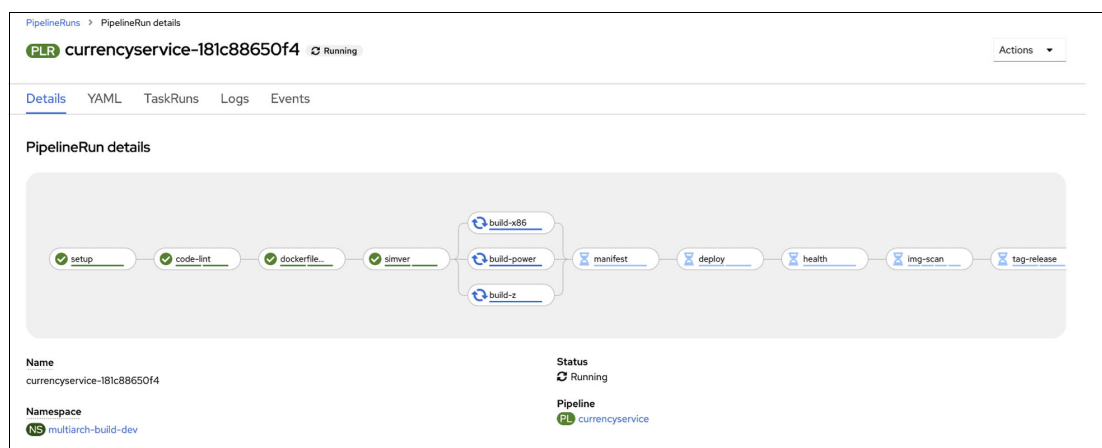 PipelineRuns > PipelineRun details
PLR currencyservice-181c88650f4 Running
Actions
Details YAML TaskRuns Logs Events
PipelineRun details
build-x86
setup code-lint dockerfile... simver build-power manifest deploy health img-scan tag-release
build-z
Name
currencyservice-181c88650f4
Status
Running
Namespace
NS multiarch-build-dev
Pipeline
PL currencyservice